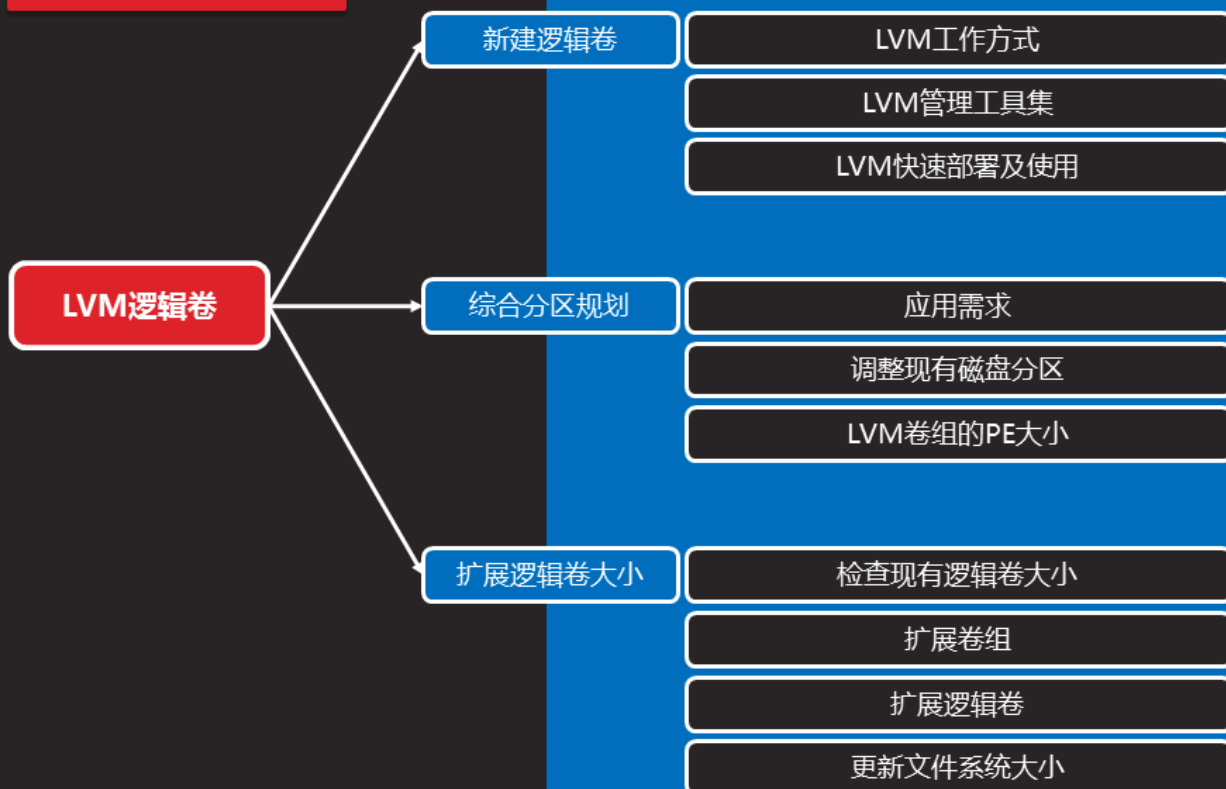 LVM逻辑卷
新建逻辑卷
LVM工作方式
LVM管理工具集
LVM快速部署及使用
综合分区规划
应用需求
调整现有磁盘分区
LVM卷组的PE大小
扩展逻辑卷大小
检查现有逻辑卷大小
扩展卷组
扩展逻辑卷
更新文件系统大小